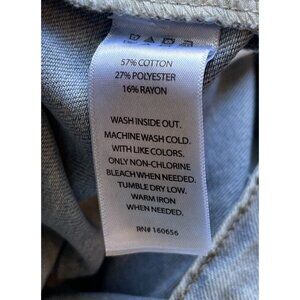 57% COTTON
27% POLYESTER
16% RAYON
WASH INSIDE OUT.
MACHINE WASH COLD.
WITH LIKE COLORS.
ONLY NON-CHLORINE
BLEACH WHEN NEEDED.
TUMBLE DRY LOW.
WARM IRON
WHEN NEEDED.
RN# 160656